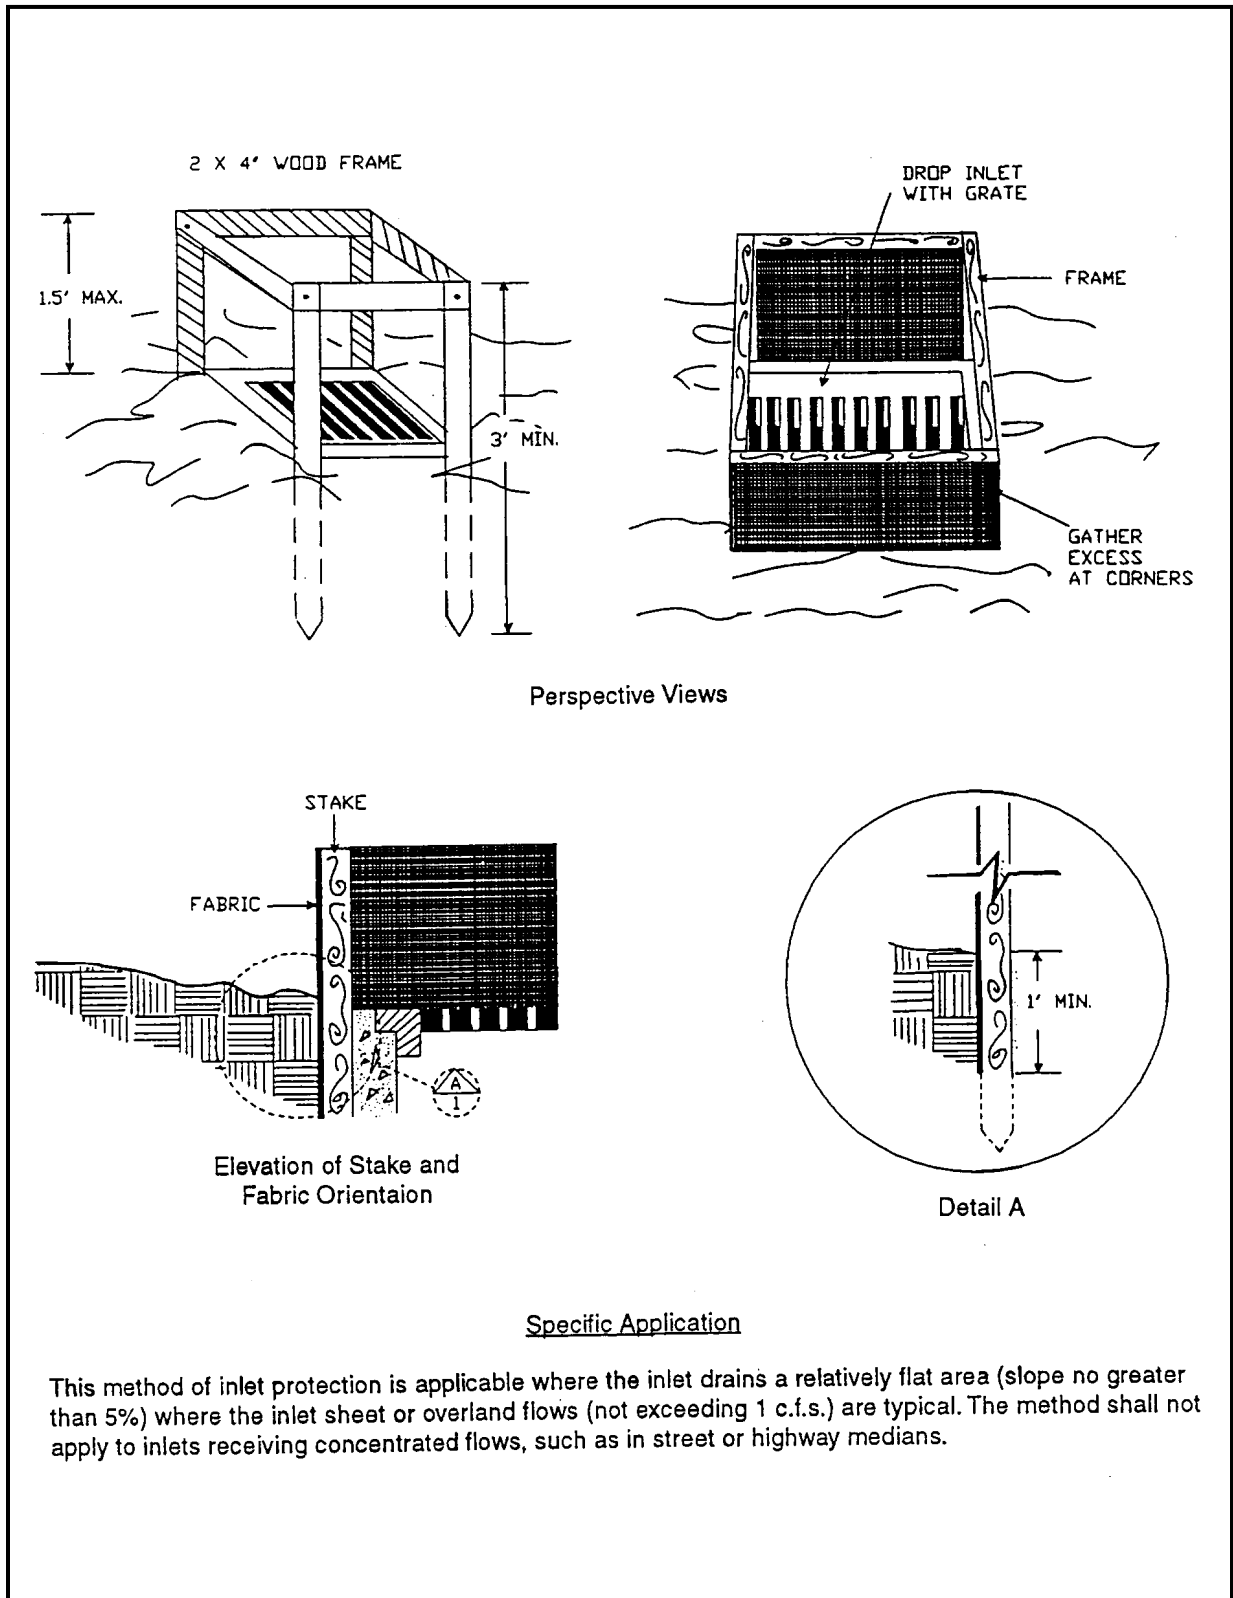 2 X 4' WOOD FRAME
1.5' MAX.
3' MIN.
DROP INLET
WITH GRATE
FRAME
GATHER
EXCESS
AT CORNERS
Perspective Views
STAKE
FABRIC
A
1
Elevation of Stake and
Fabric Orientaion
1' MIN.
Detail A
Specific Application
This method of inlet protection is applicable where the inlet drains a relatively flat area (slope no greater
than 5%) where the inlet sheet or overland flows (not exceeding 1 c.f.s.) are typical. The method shall not
apply to inlets receiving concentrated flows, such as in street or highway medians.